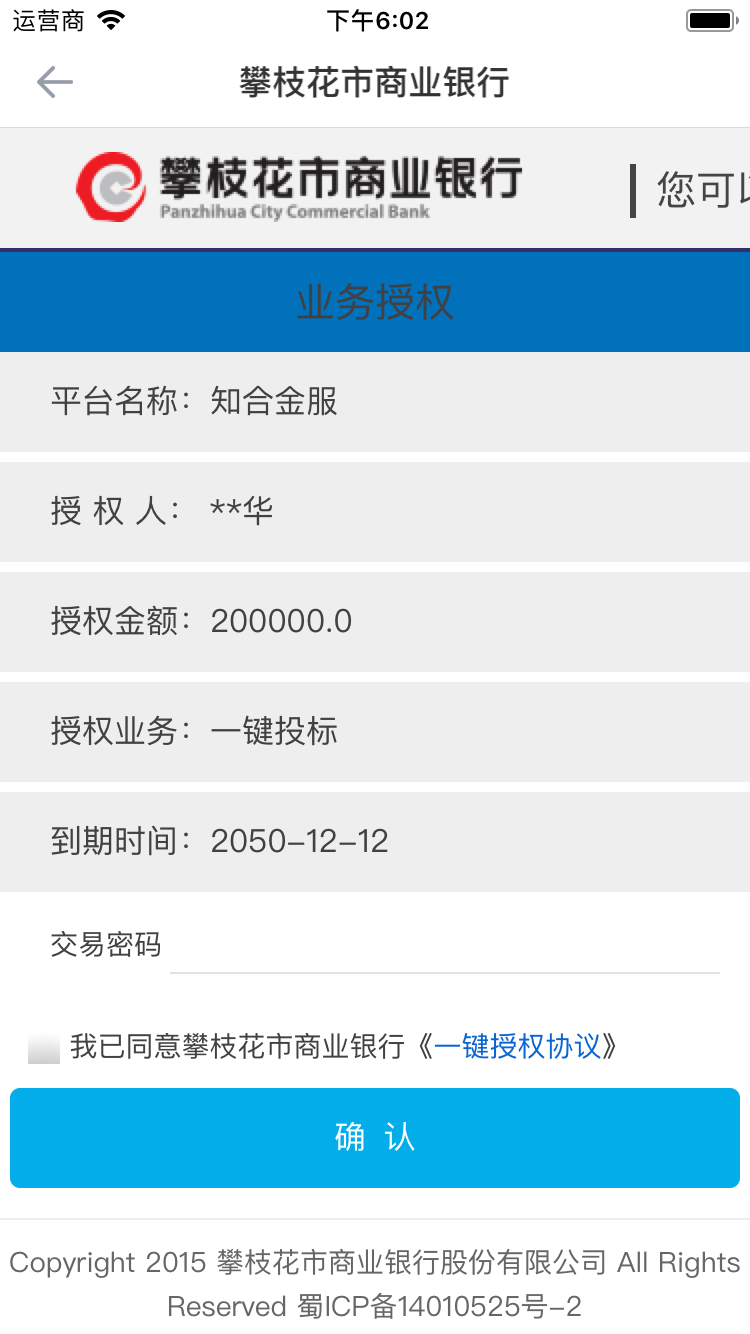 运营商 下午6:02
攀枝花市商业银行
攀枝花市商业银行 您可
Panzhihua City Commercial Bank
业务授权
平台名称：知合金服
授 权 人： **华
授权金额：200000.0
授权业务：一键投标
到期时间：2050-12-12
交易密码
我已同意攀枝花市商业银行《一键授权协议》
确 认
Copyright 2015 攀枝花市商业银行股份有限公司 All Rights
Reserved 蜀ICP备14010525号-2